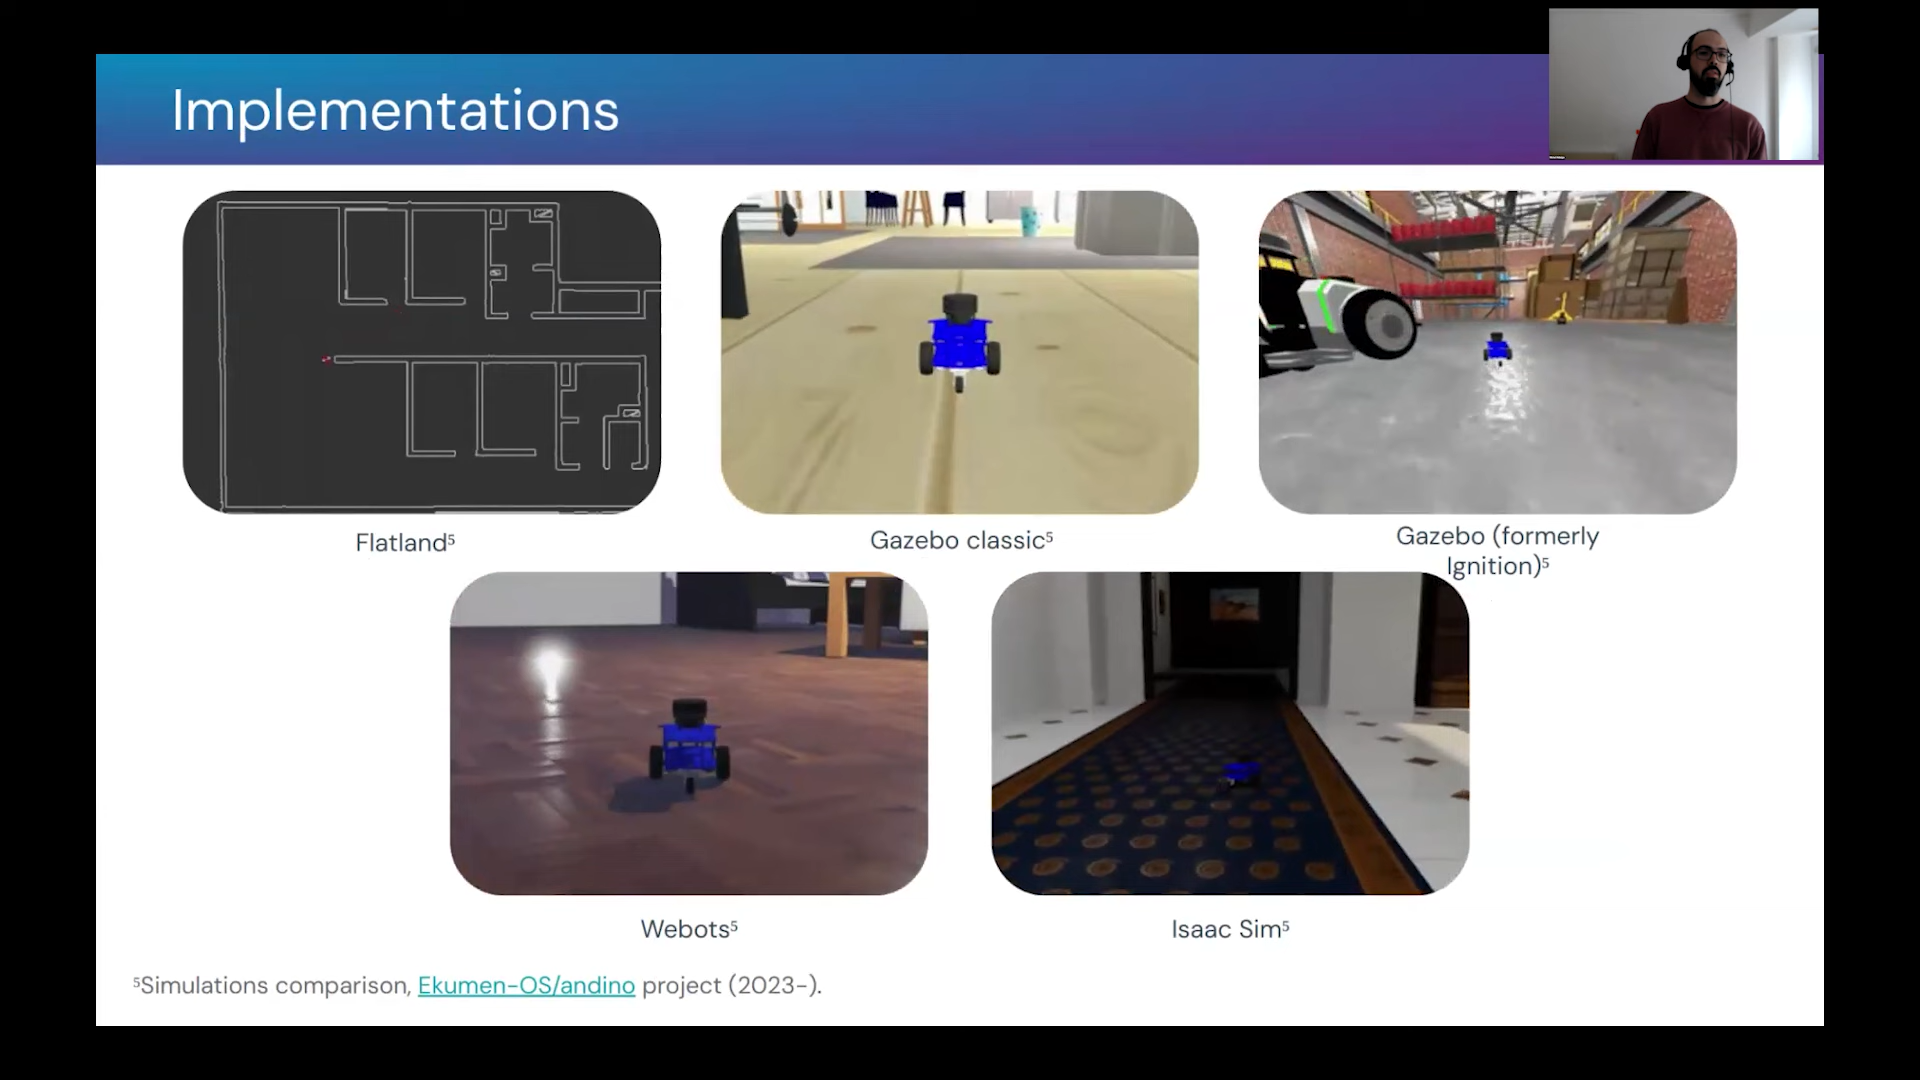 Implementations
Flatland⁵
Gazebo classic⁵
Gazebo (formerly
Ignition)⁵
Webots⁵
Isaac Sim⁵
⁵Simulations comparison, Ekumen-OS/andino project (2023-).